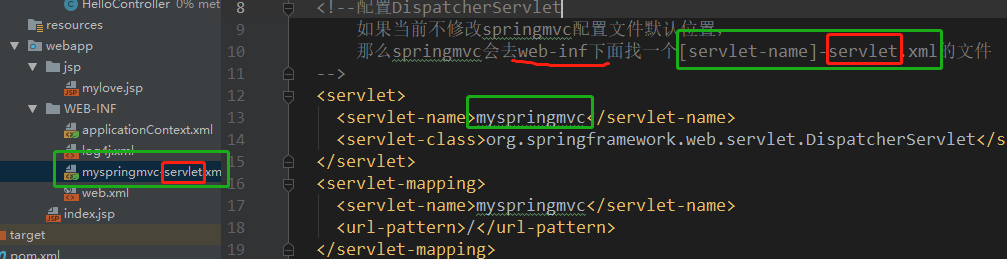 HelloController 0% met
resources
webapp
jsp
mylove.jsp
WEB-INF
applicationContext.xml
log4j.xml
myspringmvc-servlet.xm
web.xml
index.jsp
target
pom.xml
8 <!--配置DispatcherServlet
9 如果当前不修改springmvc配置文件默认位置,
10 那么springmvc会去web-inf下面找一个[servlet-name]-servlet.xml的文件
11 -->
12 <servlet>
13 <servlet-name>myspringmvc</servlet-name>
14 <servlet-class>org.springframework.web.servlet.DispatcherServlet</s
15 </servlet>
16 <servlet-mapping>
17 <servlet-name>myspringmvc</servlet-name>
18 <url-pattern>/</url-pattern>
19 </servlet-mapping>